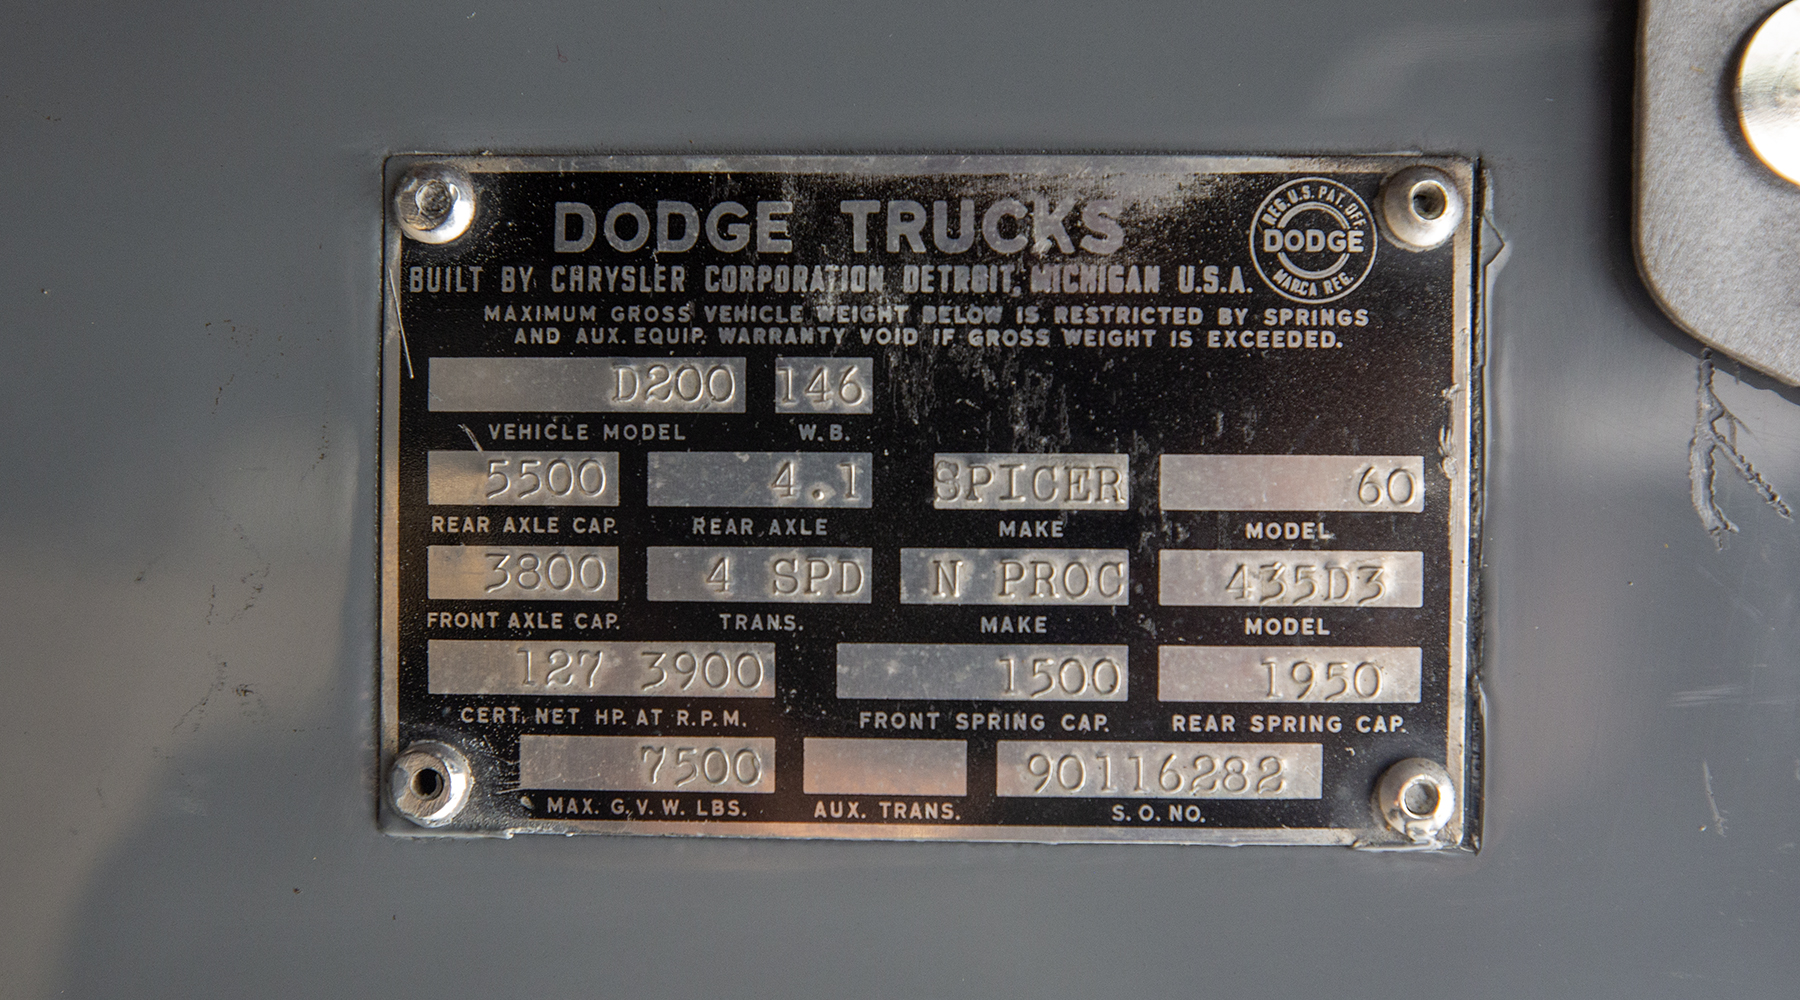 DODGE TRUCKS
REG. U.S. PAT. OFF.
DODGE
MARCA REG.
BUILT BY CHRYSLER CORPORATION DETROIT, MICHIGAN U.S.A.
MAXIMUM GROSS VEHICLE WEIGHT BELOW IS RESTRICTED BY SPRINGS
AND AUX. EQUIP. WARRANTY VOID IF GROSS WEIGHT IS EXCEEDED.
D200 146
VEHICLE MODEL W. B.
5500 4.1 SPICER 60
REAR AXLE CAP. REAR AXLE MAKE MODEL
3800 4 SPD N PROC 435D3
FRONT AXLE CAP. TRANS. MAKE MODEL
127 3900 1500 1950
CERT. NET HP. AT R.P.M. FRONT SPRING CAP. REAR SPRING CAP.
7500 90116282
MAX. G. V. W. LBS. AUX. TRANS. S. O. NO.